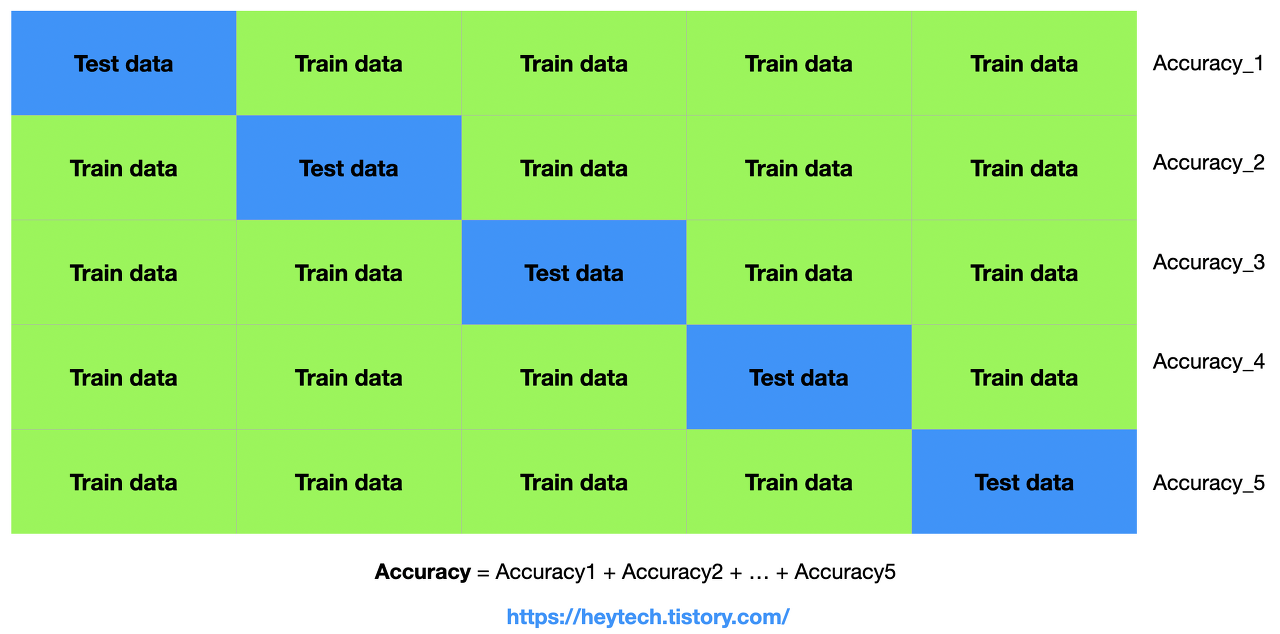 Test data Train data Train data Train data Train data Accuracy_1
Train data Test data Train data Train data Train data Accuracy_2
Train data Train data Test data Train data Train data Accuracy_3
Train data Train data Train data Test data Train data Accuracy_4
Train data Train data Train data Train data Test data Accuracy_5
Accuracy = Accuracy1 + Accuracy2 + … + Accuracy5
https://heytech.tistory.com/